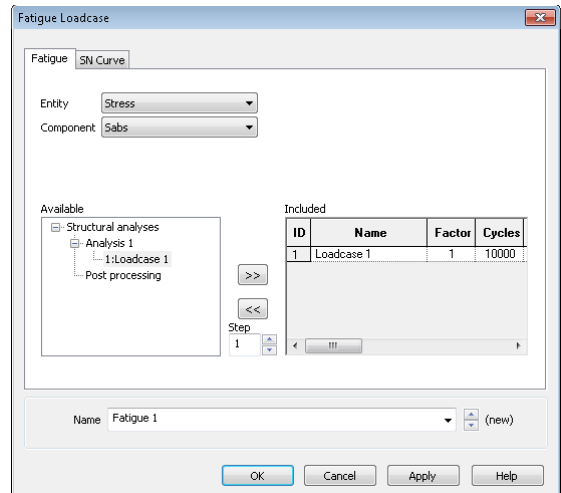 Fatigue Loadcase
Fatigue SN Curve
Entity Stress
Component Sabs
Available
Structural analyses
Analysis 1
1:Loadcase 1
Post processing
>>
<<
Step
1
Included
ID Name Factor Cycles
1 Loadcase 1 1 10000
Name Fatigue 1 (new)
OK Cancel Apply Help